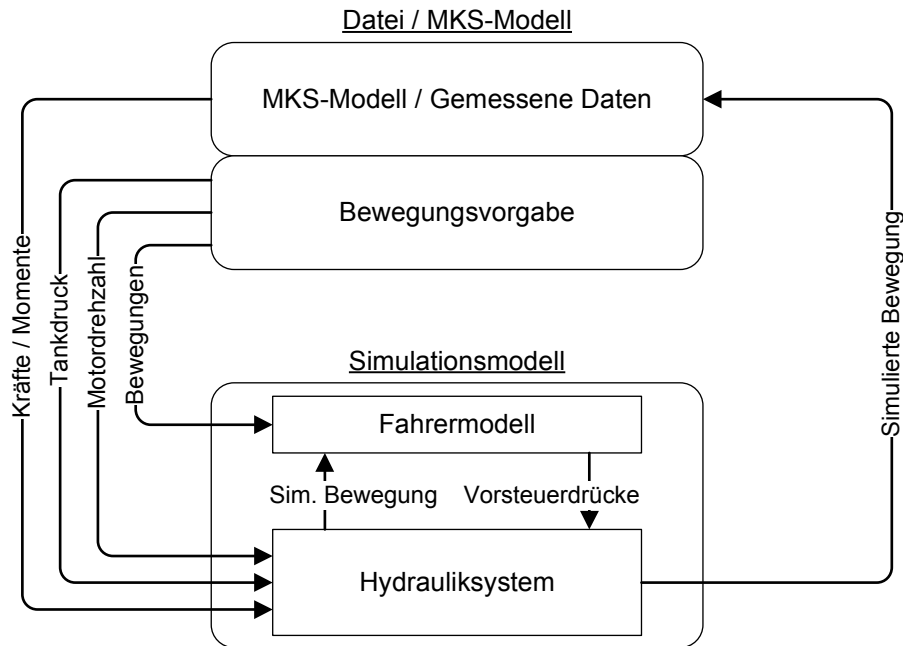 Datei / MKS-Modell
MKS-Modell / Gemessene Daten
Bewegungsvorgabe
Kräfte / Momente
Tankdruck
Motordrehzahl
Bewegungen
Simulierte Bewegung
Simulationsmodell
Fahrermodell
Sim. Bewegung
Vorsteuerdrücke
Hydrauliksystem